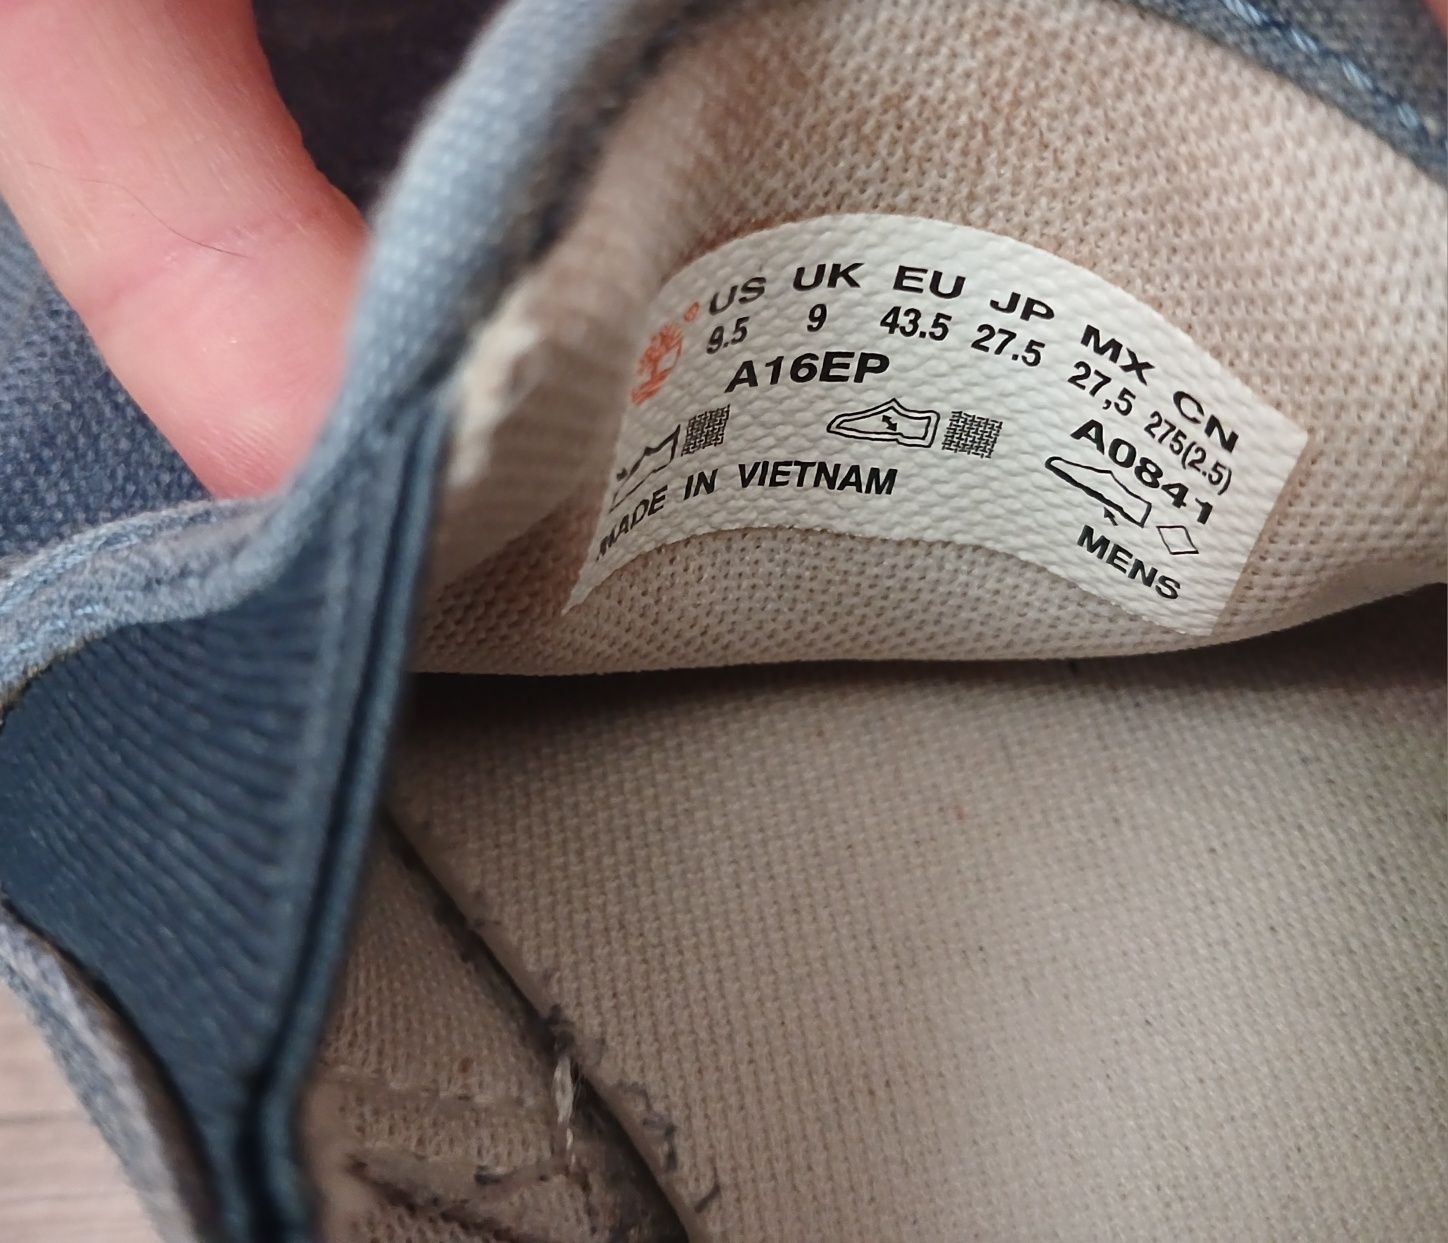 US UK EU JP MX CN
9.5 9 43.5 27.5 27,5 275(2.5)
A16EP A0841
MADE IN VIETNAM MENS